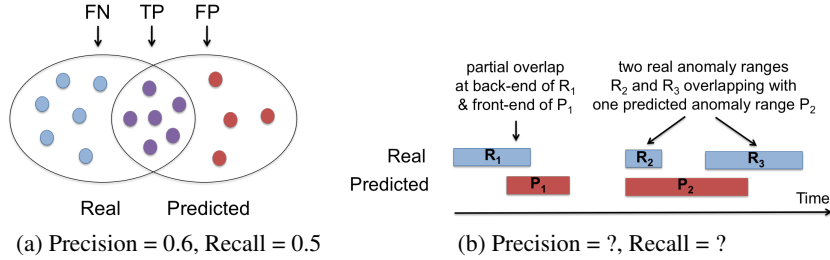 FN TP FP
Real Predicted
(a) Precision = 0.6, Recall = 0.5
partial overlap
at back-end of R1
& front-end of P1
two real anomaly ranges
R2 and R3 overlapping with
one predicted anomaly range P2
Real R1 R2 R3
Predicted P1 P2
Time
(b) Precision = ?, Recall = ?